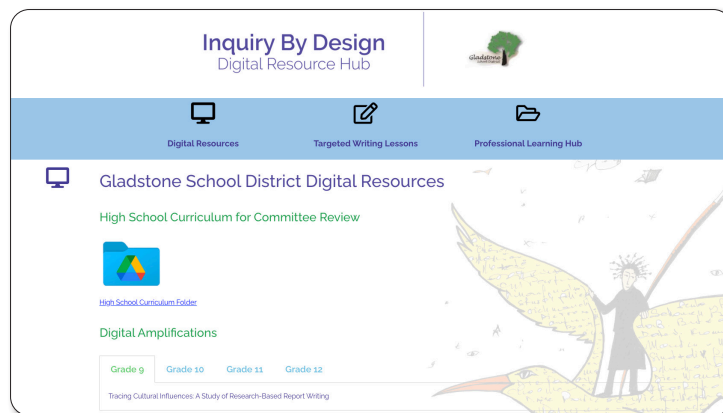 Inquiry By Design
Digital Resource Hub
Gladstone
Digital Resources
Targeted Writing Lessons
Professional Learning Hub
Gladstone School District Digital Resources
High School Curriculum for Committee Review
High School Curriculum Folder
Digital Amplifications
Grade 9
Grade 10
Grade 11
Grade 12
Tracing Cultural Influences: A Study of Research-Based Report Writing